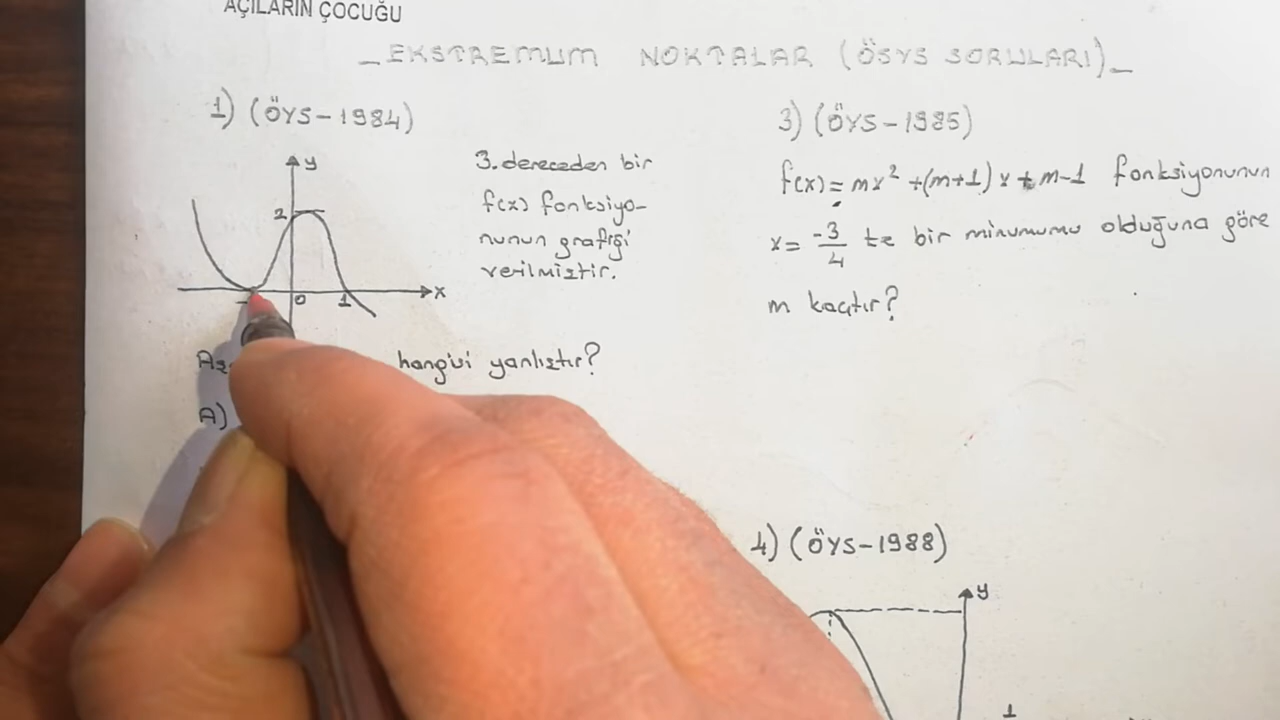 AÇILARIN ÇOCUĞU
_EKSTREMUM NOKTALAR (ÖSYS SORULARI)_
1) (ÖYS-1984)
y
2
0
1
x
3. dereceden bir
f(x) fonksiyo-
nunun grafiği
verilmiştir.
hangisi yanlıştır?
A)
3) (ÖYS-1985)
f(x) = mx² + (m+1)x + m-1 fonksiyonunun
x = -3/4 te bir minumumu olduğuna göre
m kaçtır?
4) (ÖYS-1988)
y
1